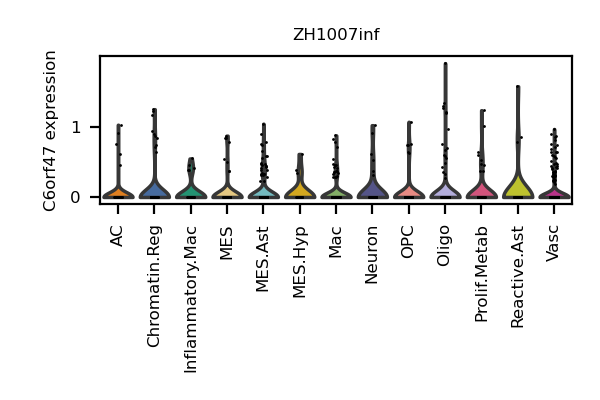 ZH1007inf
C6orf47 expression
1
0
AC
Chromatin.Reg
Inflammatory.Mac
MES
MES.Ast
MES.Hyp
Mac
Neuron
OPC
Oligo
Prolif.Metab
Reactive.Ast
Vasc